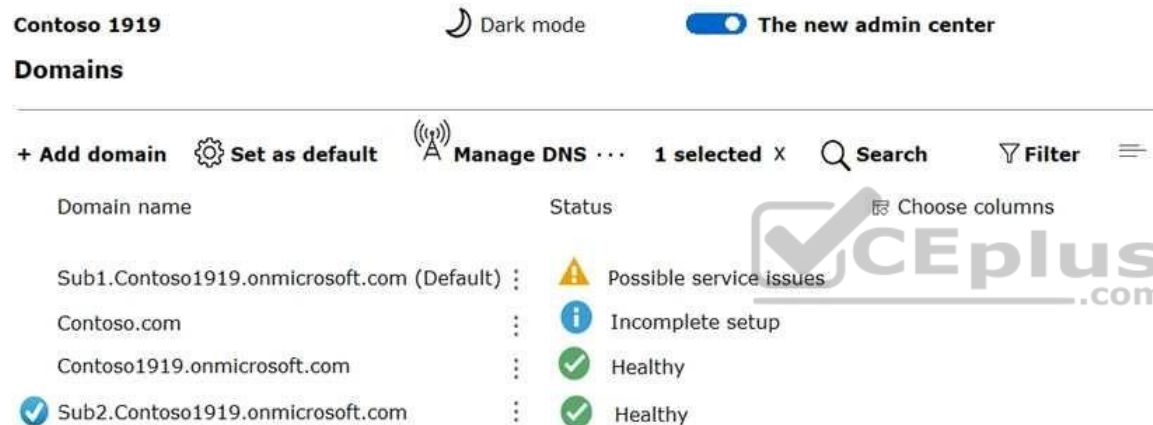 Contoso 1919 Dark mode The new admin center
Domains
+ Add domain Set as default Manage DNS ··· 1 selected X Search Filter
Domain name Status Choose columns
Sub1.Contoso1919.onmicrosoft.com (Default) Possible service issues
Contoso.com Incomplete setup
Contoso1919.onmicrosoft.com Healthy
Sub2.Contoso1919.onmicrosoft.com Healthy
CEplus
.com